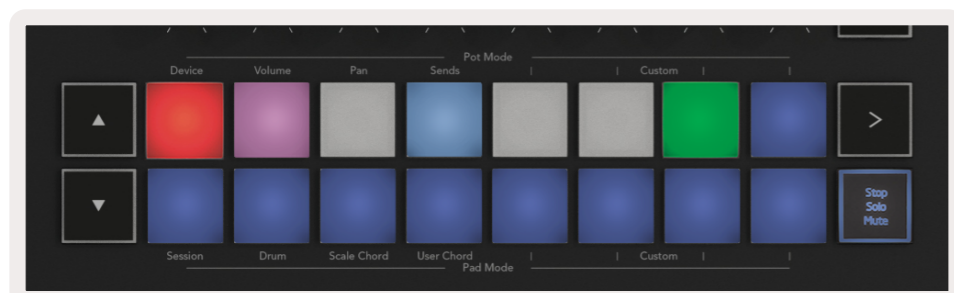 Pot Mode
Device Volume Pan Sends Custom
Stop
Solo
Mute
Session Drum Scale Chord User Chord Custom
Pad Mode